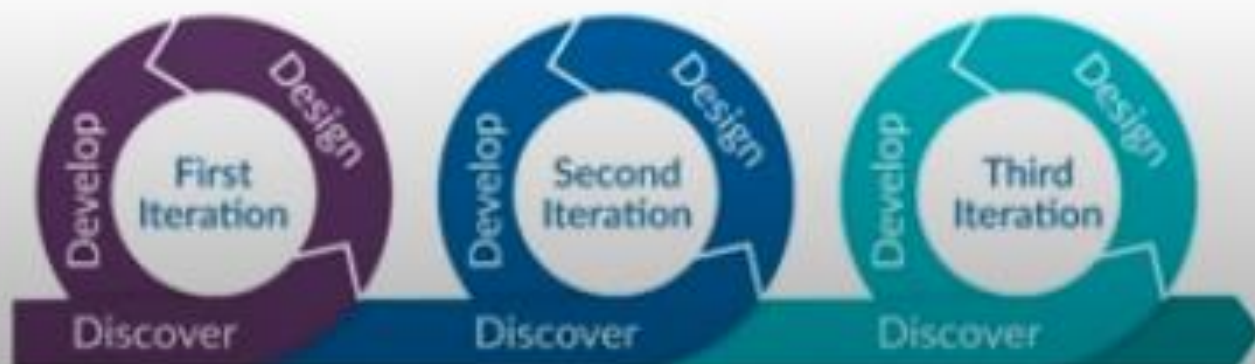 Develop
Design
First
Iteration
Discover
Develop
Design
Second
Iteration
Discover
Develop
Design
Third
Iteration
Discover